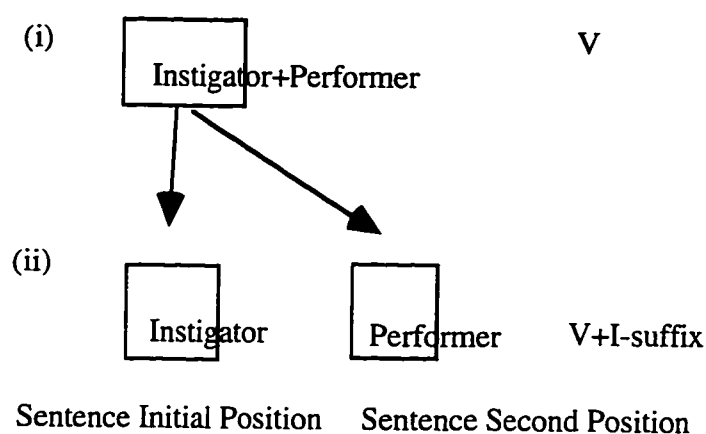 (i) V
Instigator+Performer
(ii)
Instigator Performer V+I-suffix
Sentence Initial Position Sentence Second Position